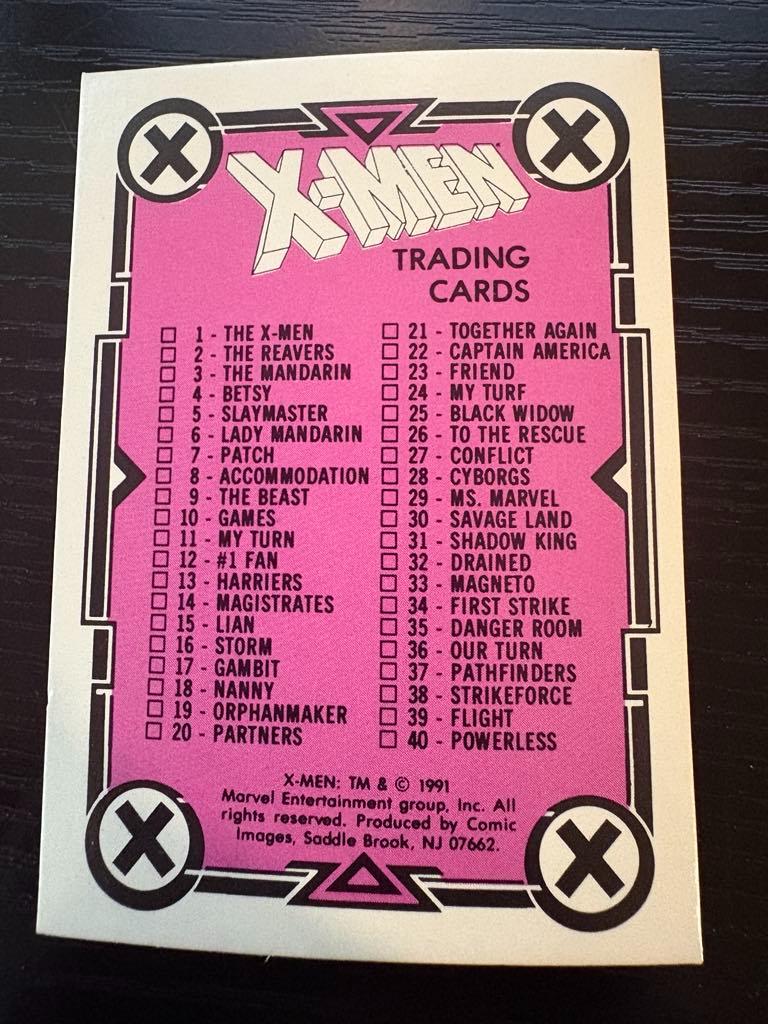 X-MEN
TRADING
CARDS
1 - THE X-MEN
2 - THE REAVERS
3 - THE MANDARIN
4 - BETSY
5 - SLAYMASTER
6 - LADY MANDARIN
7 - PATCH
8 - ACCOMMODATION
9 - THE BEAST
10 - GAMES
11 - MY TURN
12 - #1 FAN
13 - HARRIERS
14 - MAGISTRATES
15 - LIAN
16 - STORM
17 - GAMBIT
18 - NANNY
19 - ORPHANMAKER
20 - PARTNERS
21 - TOGETHER AGAIN
22 - CAPTAIN AMERICA
23 - FRIEND
24 - MY TURF
25 - BLACK WIDOW
26 - TO THE RESCUE
27 - CONFLICT
28 - CYBORGS
29 - MS. MARVEL
30 - SAVAGE LAND
31 - SHADOW KING
32 - DRAINED
33 - MAGNETO
34 - FIRST STRIKE
35 - DANGER ROOM
36 - OUR TURN
37 - PATHFINDERS
38 - STRIKEFORCE
39 - FLIGHT
40 - POWERLESS
X-MEN: TM & © 1991
Marvel Entertainment group, Inc. All
rights reserved. Produced by Comic
Images, Saddle Brook, NJ 07662.